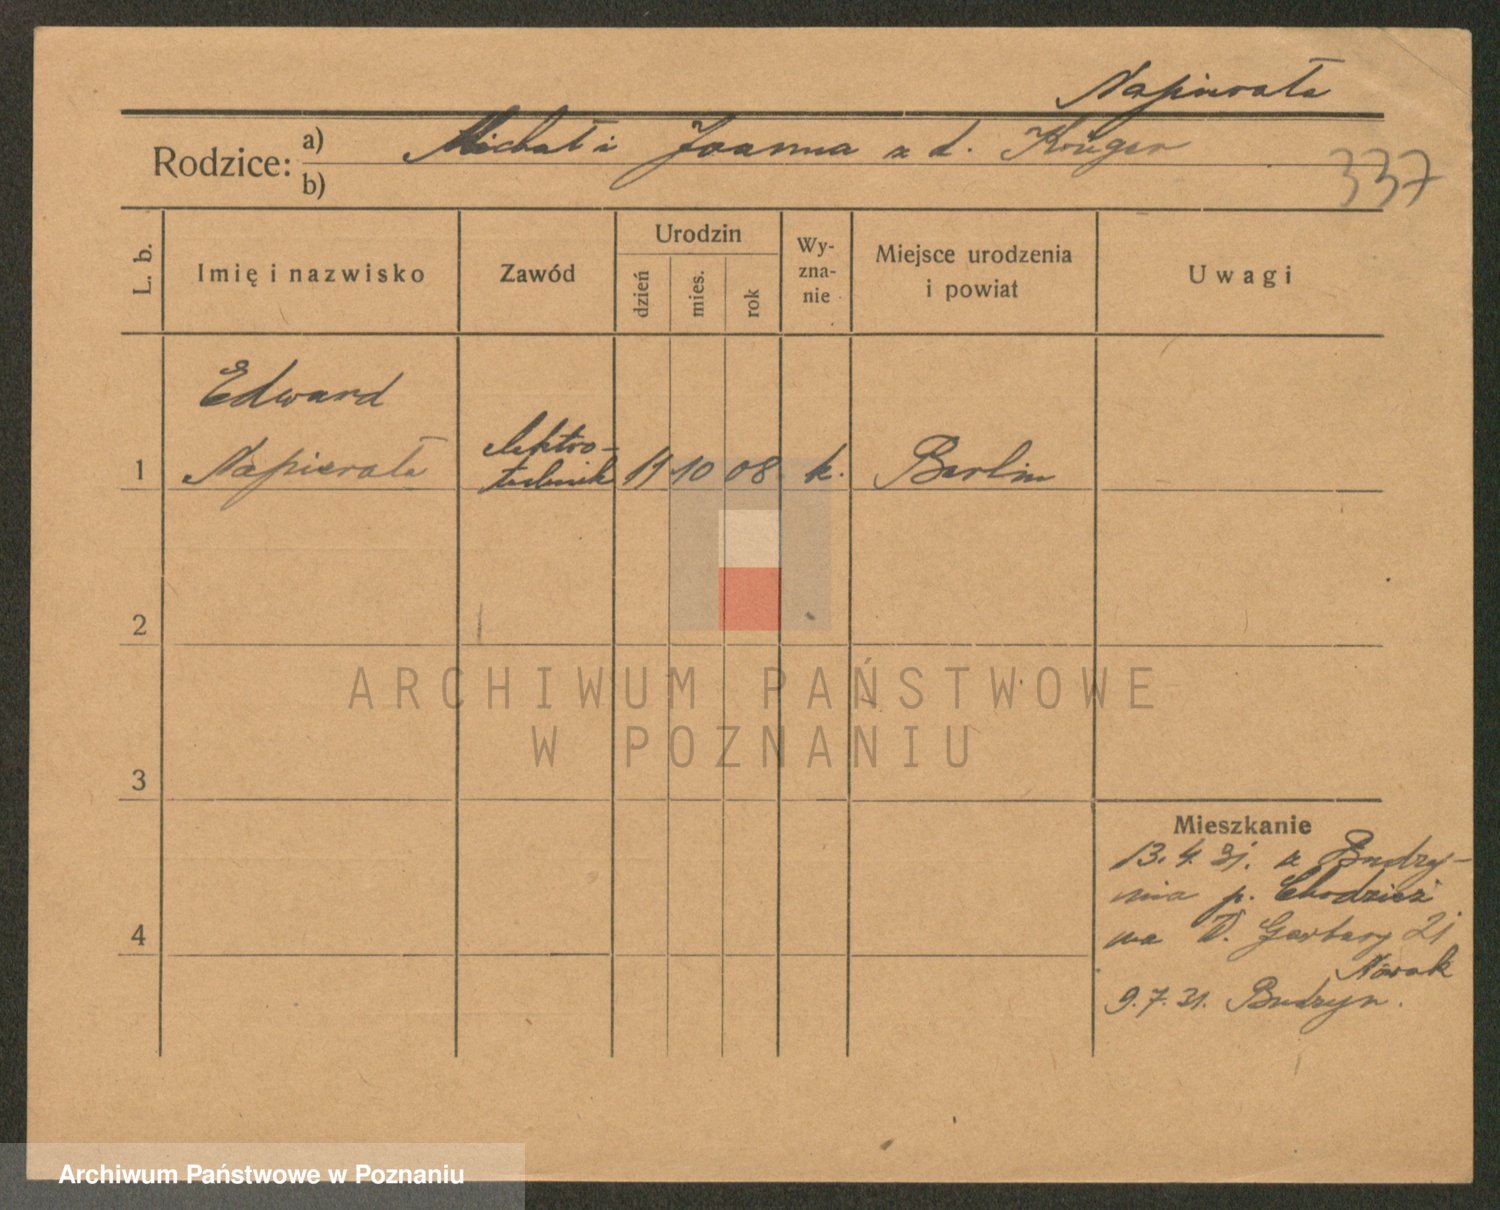 Napierała
Rodzice: a) Michał i Joanna z d. Krüger
b)
337
L. b. Imię i nazwisko Zawód Urodzin dzień mies. rok Wy-zna-nie Miejsce urodzenia i powiat Uwagi
Edward
1 Napierała elektro-technik 11 10 08 k. Berlin
2
3
4
Mieszkanie
13. 4. 31. z Budzy-
nia p. Chodzież
na W. Garbary 21
Nowak
9. 7. 31. Budzyn.
ARCHIWUM PAŃSTWOWE
W POZNANIU
Archiwum Państwowe w Poznaniu